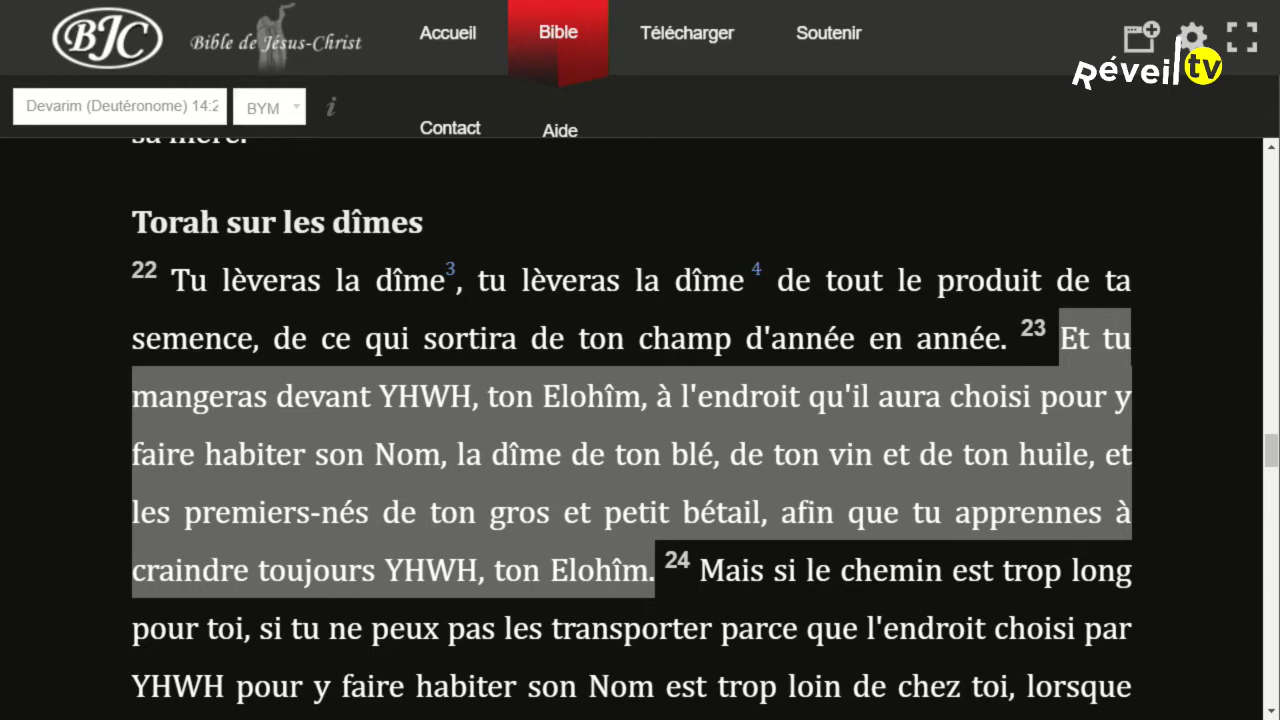 BJC Bible de Jésus-Christ Accueil Bible Télécharger Soutenir
Réveil tv
Devarim (Deutéronome) 14:2 BYM i
Contact Aide
sa mère.
Torah sur les dîmes
22 Tu lèveras la dîme3, tu lèveras la dîme 4 de tout le produit de ta
semence, de ce qui sortira de ton champ d'année en année. 23 Et tu
mangeras devant YHWH, ton Elohîm, à l'endroit qu'il aura choisi pour y
faire habiter son Nom, la dîme de ton blé, de ton vin et de ton huile, et
les premiers-nés de ton gros et petit bétail, afin que tu apprennes à
craindre toujours YHWH, ton Elohîm. 24 Mais si le chemin est trop long
pour toi, si tu ne peux pas les transporter parce que l'endroit choisi par
YHWH pour y faire habiter son Nom est trop loin de chez toi, lorsque